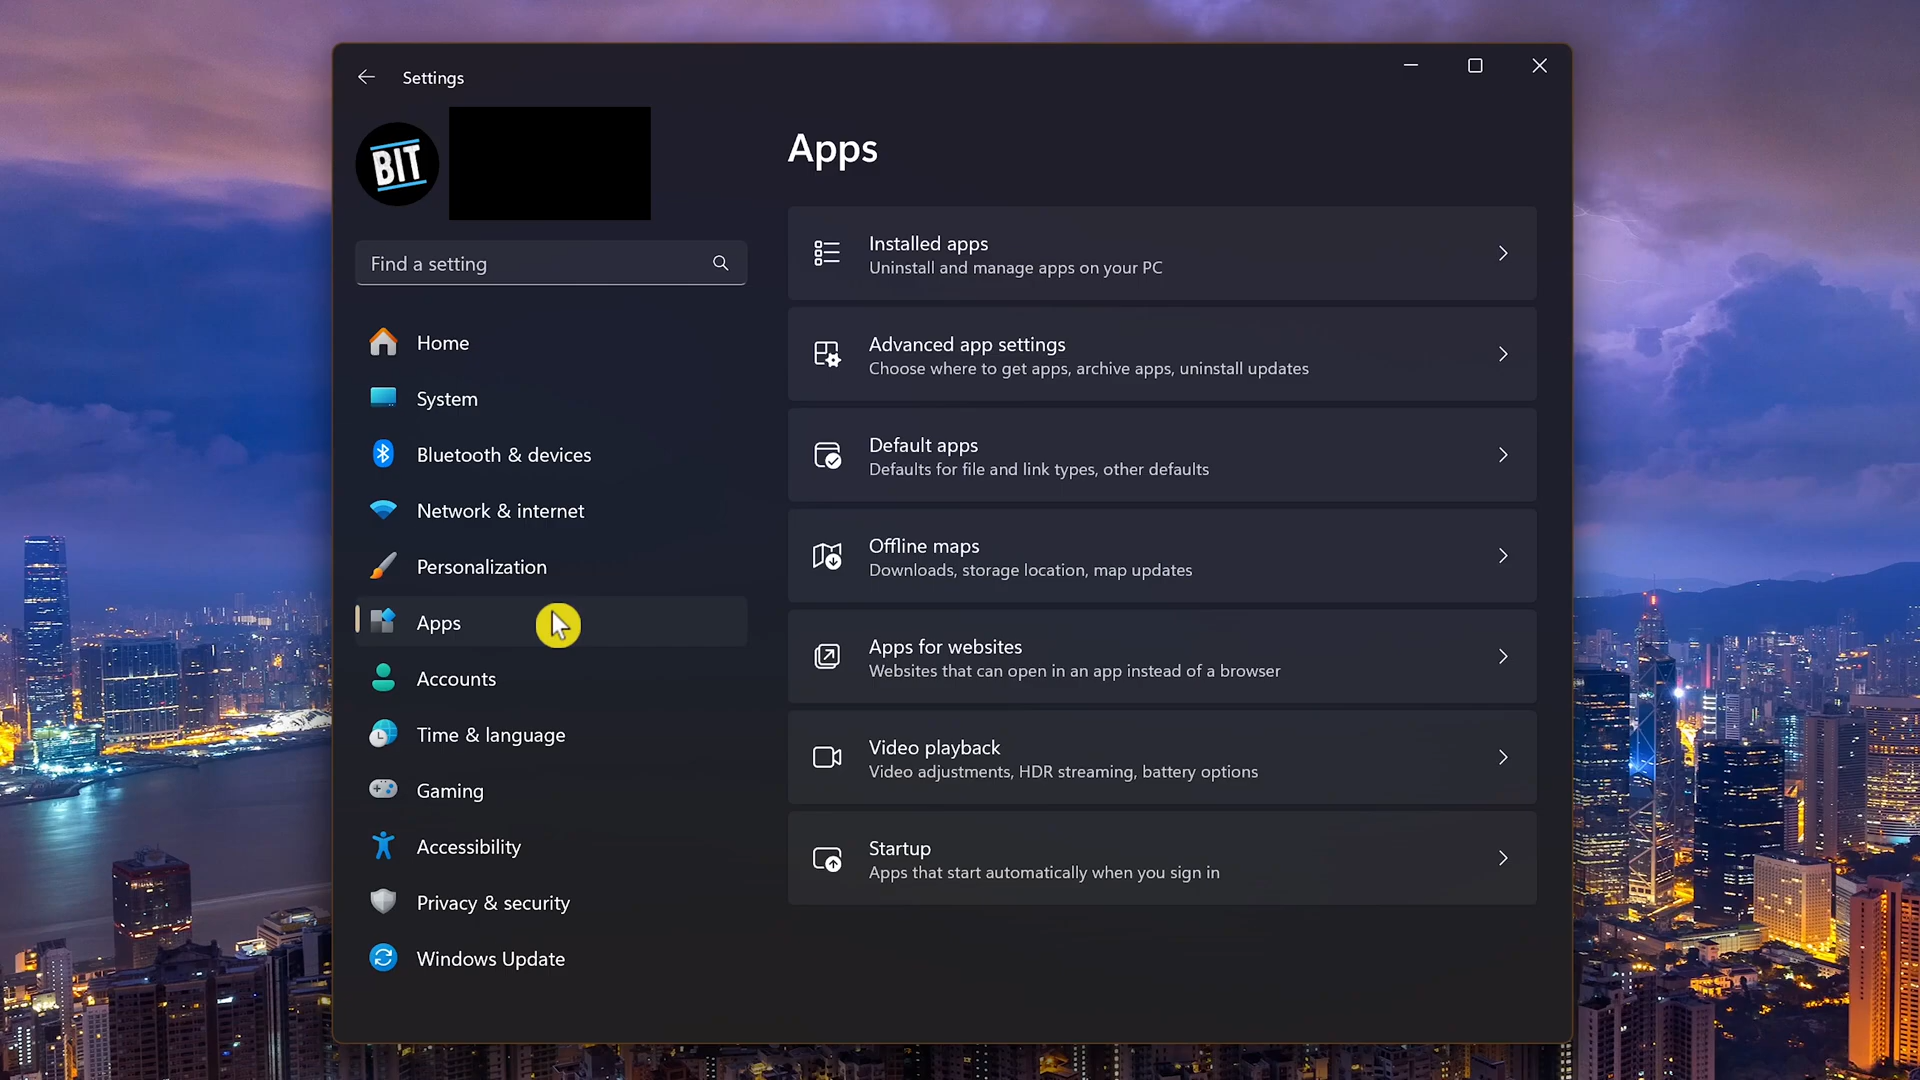 Settings
BIT
Find a setting
Home
System
Bluetooth & devices
Network & internet
Personalization
Apps
Accounts
Time & language
Gaming
Accessibility
Privacy & security
Windows Update
Apps
Installed apps
Uninstall and manage apps on your PC
Advanced app settings
Choose where to get apps, archive apps, uninstall updates
Default apps
Defaults for file and link types, other defaults
Offline maps
Downloads, storage location, map updates
Apps for websites
Websites that can open in an app instead of a browser
Video playback
Video adjustments, HDR streaming, battery options
Startup
Apps that start automatically when you sign in